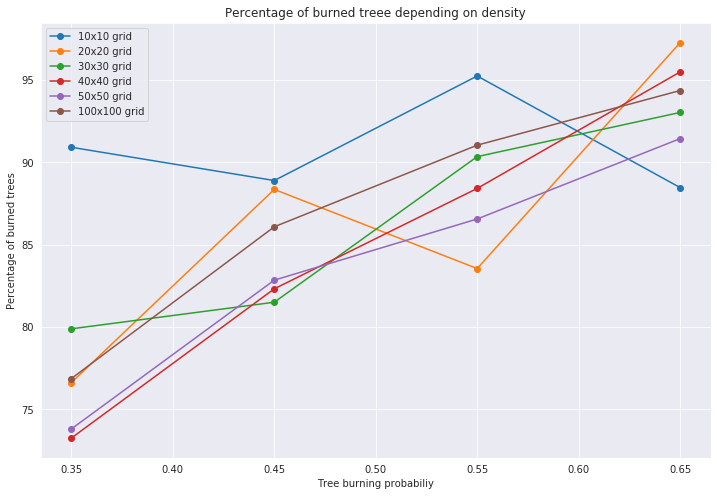 Percentage of burned treee depending on density
10x10 grid
20x20 grid
30x30 grid
40x40 grid
50x50 grid
100x100 grid
Percentage of burned trees
95
90
85
80
75
0.35 0.40 0.45 0.50 0.55 0.60 0.65
Tree burning probabiliy